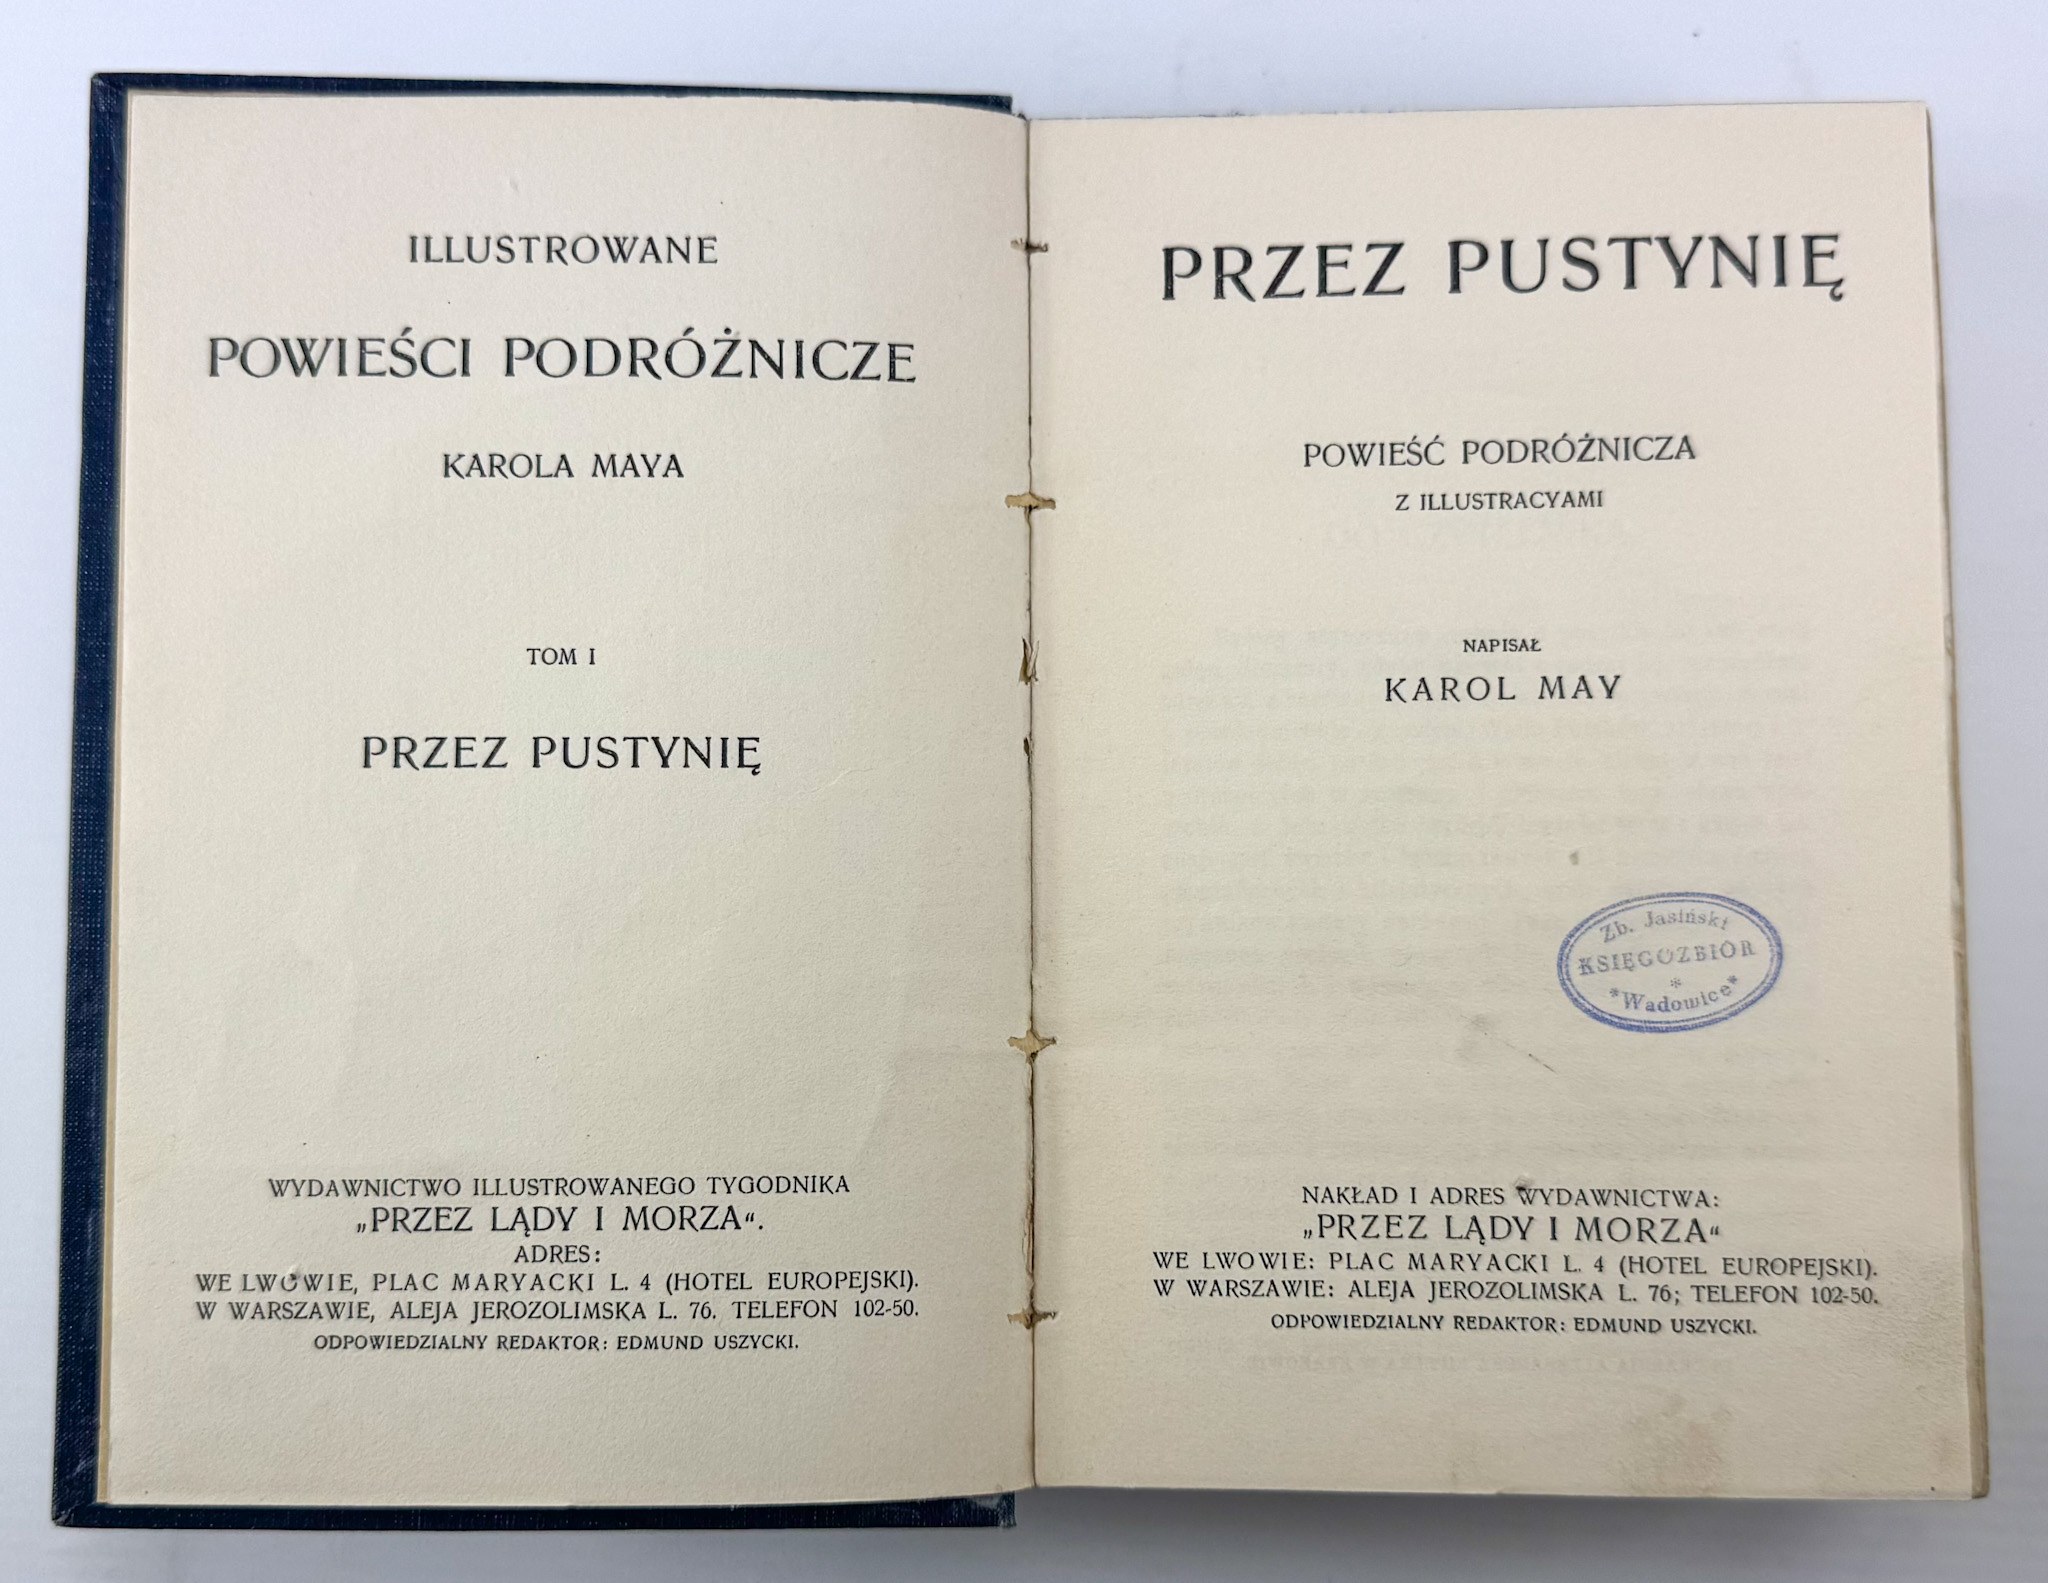 ILLUSTROWANE
POWIEŚCI PODRÓŻNICZE
KAROLA MAYA
TOM I
PRZEZ PUSTYNIĘ
WYDAWNICTWO ILLUSTROWANEGO TYGODNIKA
„PRZEZ LĄDY I MORZA“.
ADRES:
WE LWOWIE, PLAC MARYACKI L. 4 (HOTEL EUROPEJSKI).
W WARSZAWIE, ALEJA JEROZOLIMSKA L. 76. TELEFON 102-50.
ODPOWIEDZIALNY REDAKTOR: EDMUND USZYCKI.
PRZEZ PUSTYNIĘ
POWIEŚĆ PODRÓŻNICZA
Z ILLUSTRACYAMI
NAPISAŁ
KAROL MAY
Zb. Jasiński
KSIĘGOZBIÓR
*
*Wadowice*
NAKŁAD I ADRES WYDAWNICTWA:
„PRZEZ LĄDY I MORZA“
WE LWOWIE: PLAC MARYACKI L. 4 (HOTEL EUROPEJSKI).
W WARSZAWIE: ALEJA JEROZOLIMSKA L. 76; TELEFON 102-50.
ODPOWIEDZIALNY REDAKTOR: EDMUND USZYCKI.